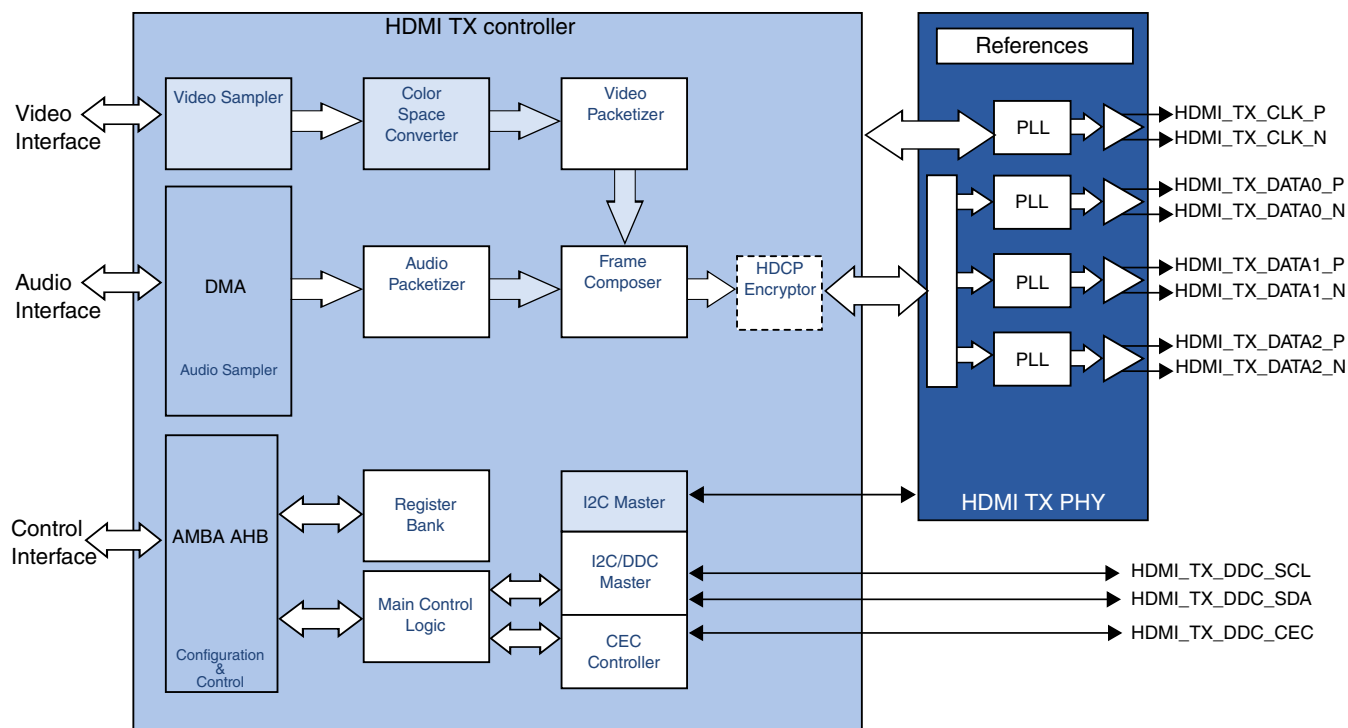 HDMI TX controller
References
Video
Interface
Video Sampler
Color
Space
Converter
Video
Packetizer
PLL
HDMI_TX_CLK_P
HDMI_TX_CLK_N
PLL
HDMI_TX_DATA0_P
HDMI_TX_DATA0_N
Audio
Interface
DMA
Audio Sampler
Audio
Packetizer
Frame
Composer
HDCP
Encryptor
PLL
HDMI_TX_DATA1_P
HDMI_TX_DATA1_N
PLL
HDMI_TX_DATA2_P
HDMI_TX_DATA2_N
HDMI TX PHY
Control
Interface
AMBA AHB
Configuration
&
Control
Register
Bank
Main Control
Logic
I2C Master
I2C/DDC
Master
CEC
Controller
HDMI_TX_DDC_SCL
HDMI_TX_DDC_SDA
HDMI_TX_DDC_CEC